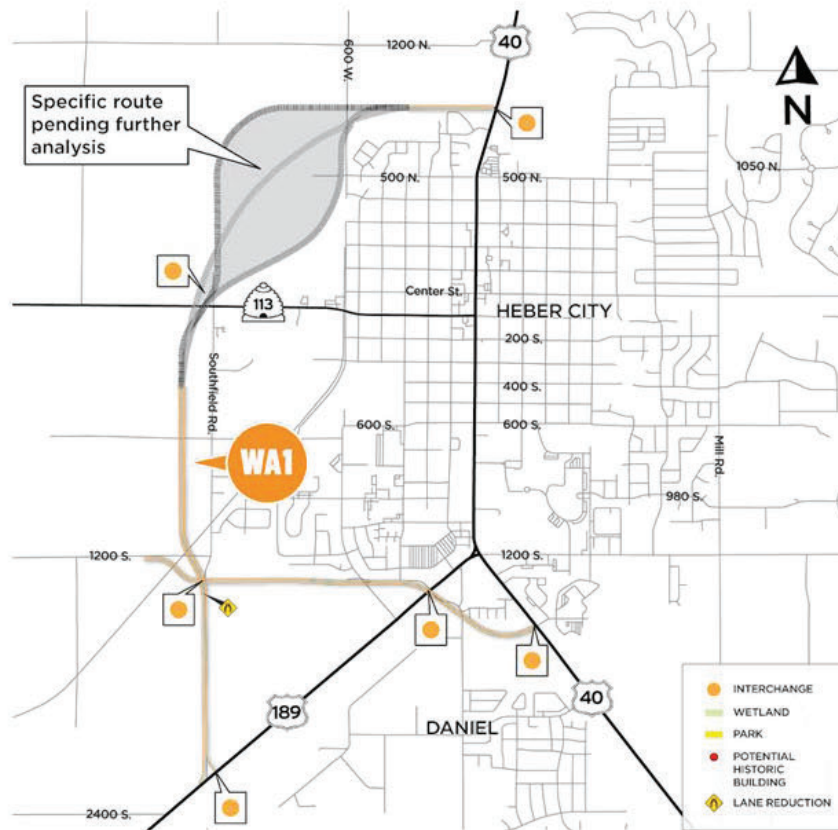 1200 N.
600 W.
40
N
Specific route
pending further
analysis
1050 N.
500 N.
500 N.
Center St.
113
HEBER CITY
200 S.
Southfield Rd.
400 S.
600 S.
600 S.
Mill Rd.
WA1
980 S.
1200 S.
1200 S.
189
40
DANIEL
2400 S.
INTERCHANGE
WETLAND
PARK
POTENTIAL
HISTORIC
BUILDING
LANE REDUCTION